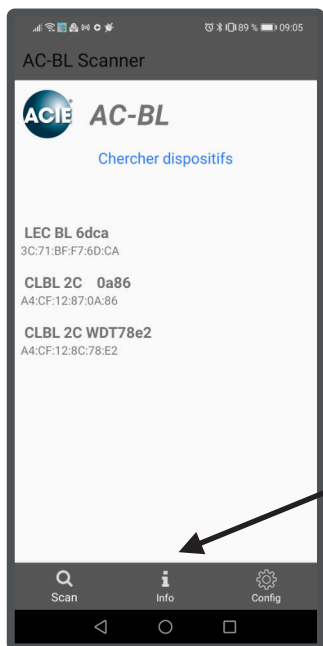 89 % 09:05
AC-BL Scanner
ACIE AC-BL
Chercher dispositifs
LEC BL 6dca
3C:71:BF:F7:6D:CA
CLBL 2C 0a86
A4:CF:12:87:0A:86
CLBL 2C WDT78e2
A4:CF:12:8C:78:E2
Scan Info Config